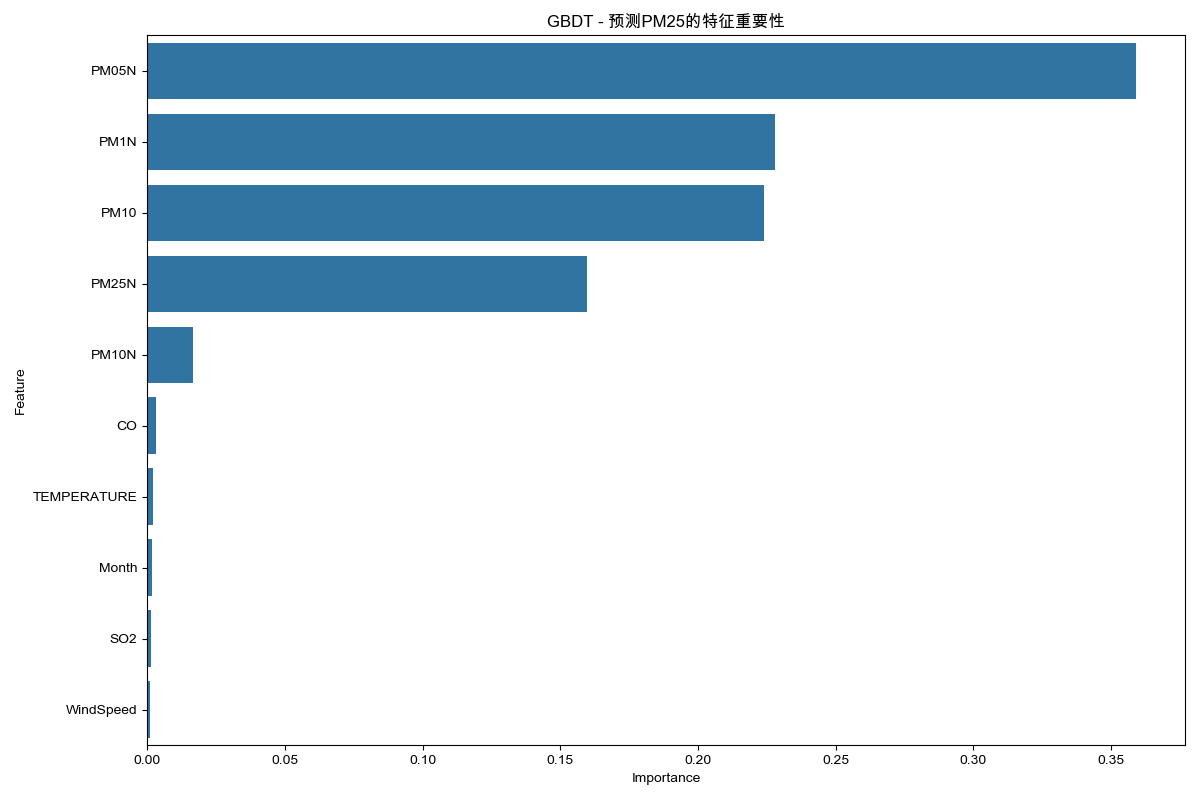 GBDT - 预测PM25的特征重要性
PM05N
PM1N
PM10
PM25N
PM10N
CO
TEMPERATURE
Month
SO2
WindSpeed
Feature
0.00 0.05 0.10 0.15 0.20 0.25 0.30 0.35
Importance